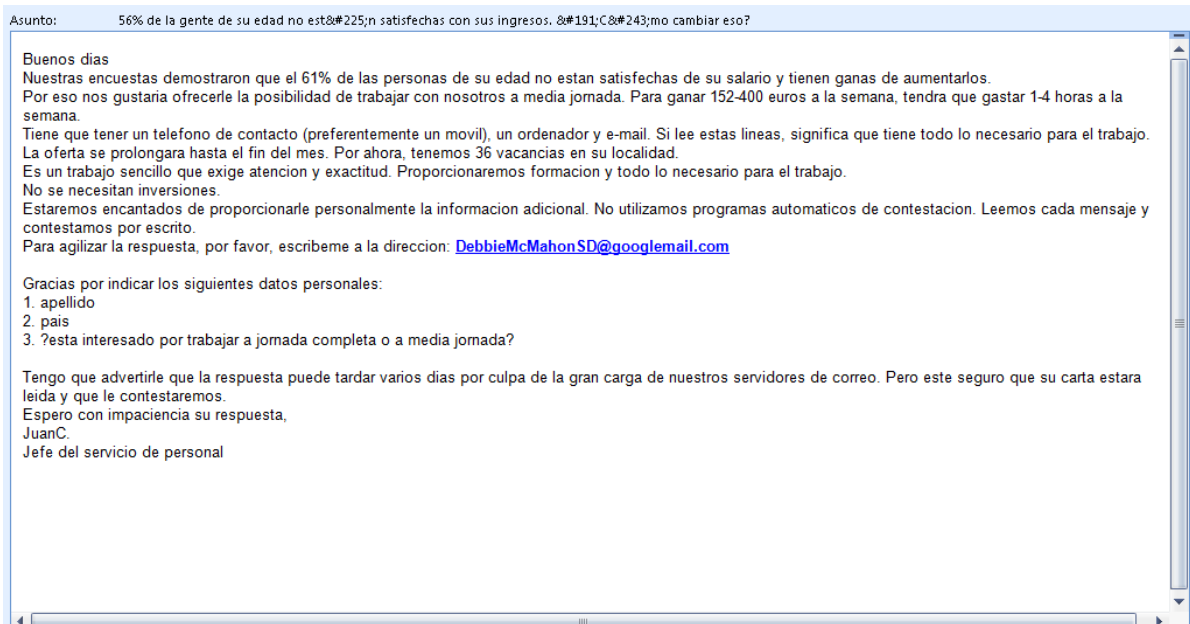 Asunto: 56% de la gente de su edad no est&#225;n satisfechas con sus ingresos. &#191;C&#243;mo cambiar eso?
Buenos dias
Nuestras encuestas demostraron que el 61% de las personas de su edad no estan satisfechas de su salario y tienen ganas de aumentarlos.
Por eso nos gustaria ofrecerle la posibilidad de trabajar con nosotros a media jornada. Para ganar 152-400 euros a la semana, tendra que gastar 1-4 horas a la
semana.
Tiene que tener un telefono de contacto (preferentemente un movil), un ordenador y e-mail. Si lee estas lineas, significa que tiene todo lo necesario para el trabajo.
La oferta se prolongara hasta el fin del mes. Por ahora, tenemos 36 vacancias en su localidad.
Es un trabajo sencillo que exige atencion y exactitud. Proporcionaremos formacion y todo lo necesario para el trabajo.
No se necesitan inversiones.
Estaremos encantados de proporcionarle personalmente la informacion adicional. No utilizamos programas automaticos de contestacion. Leemos cada mensaje y
contestamos por escrito.
Para agilizar la respuesta, por favor, escribeme a la direccion: DebbieMcMahonSD@googlemail.com
Gracias por indicar los siguientes datos personales:
1. apellido
2. pais
3. ?esta interesado por trabajar a jornada completa o a media jornada?
Tengo que advertirle que la respuesta puede tardar varios dias por culpa de la gran carga de nuestros servidores de correo. Pero este seguro que su carta estara
leida y que le contestaremos.
Espero con impaciencia su respuesta,
JuanC.
Jefe del servicio de personal